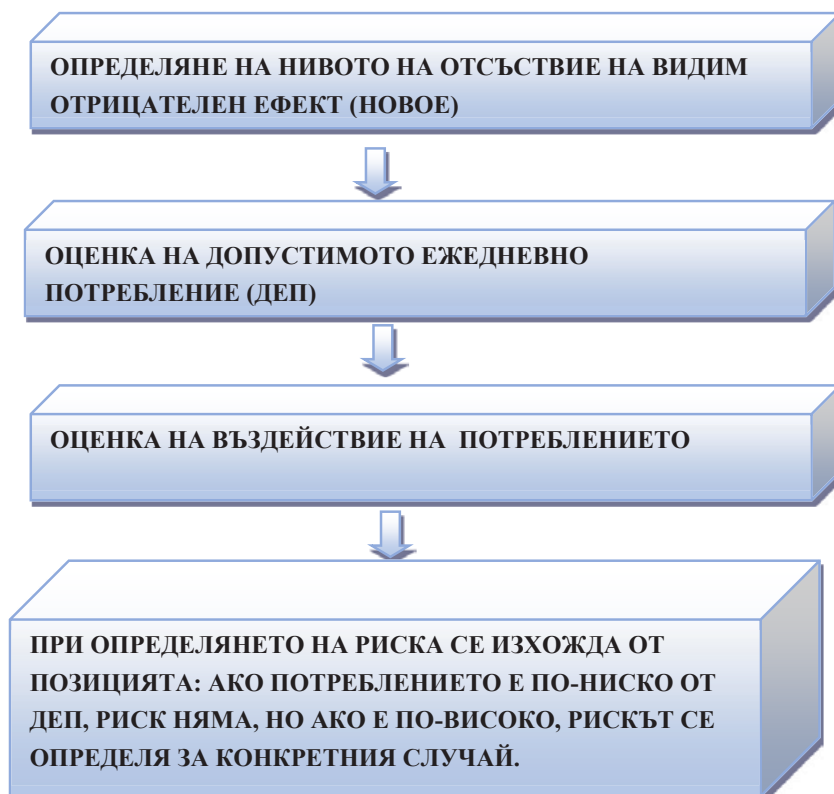 ОПРЕДЕЛЯНЕ НА НИВОТО НА ОТСЪСТВИЕ НА ВИДИМ
ОТРИЦАТЕЛЕН ЕФЕКТ (НОВОЕ)
ОЦЕНКА НА ДОПУСТИМОТО ЕЖЕДНЕВНО
ПОТРЕБЛЕНИЕ (ДЕП)
ОЦЕНКА НА ВЪЗДЕЙСТВИЕ НА ПОТРЕБЛЕНИЕТО
ПРИ ОПРЕДЕЛЯНЕТО НА РИСКА СЕ ИЗХОЖДА ОТ
ПОЗИЦИЯТА: АКО ПОТРЕБЛЕНИЕТО Е ПО-НИСКО ОТ
ДЕП, РИСК НЯМА, НО АКО Е ПО-ВИСОКО, РИСКЪТ СЕ
ОПРЕДЕЛЯ ЗА КОНКРЕТНИЯ СЛУЧАЙ.